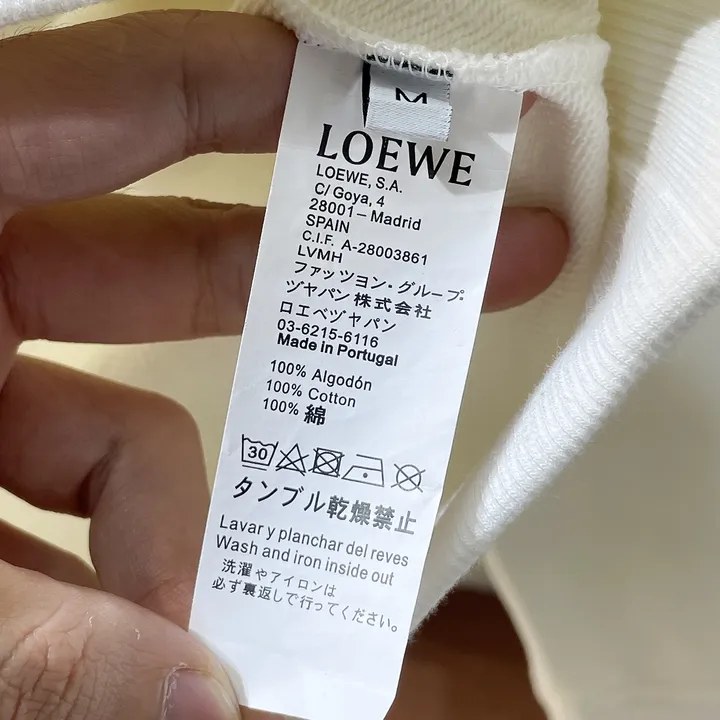 M
LOEWE
LOEWE, S.A.
C/ Goya, 4
28001 – Madrid
SPAIN
C.I.F. A-28003861
LVMH
ファッツョン・グループ
ヅヤパン 株式会社
ロエベヅヤパン
03-6215-6116
Made in Portugal
100% Algodón
100% Cotton
100% 綿
30
タンブル乾燥禁止
Lavar y planchar del reves
Wash and iron inside out
洗濯やアイロンは
必ず裏返しで行ってください。